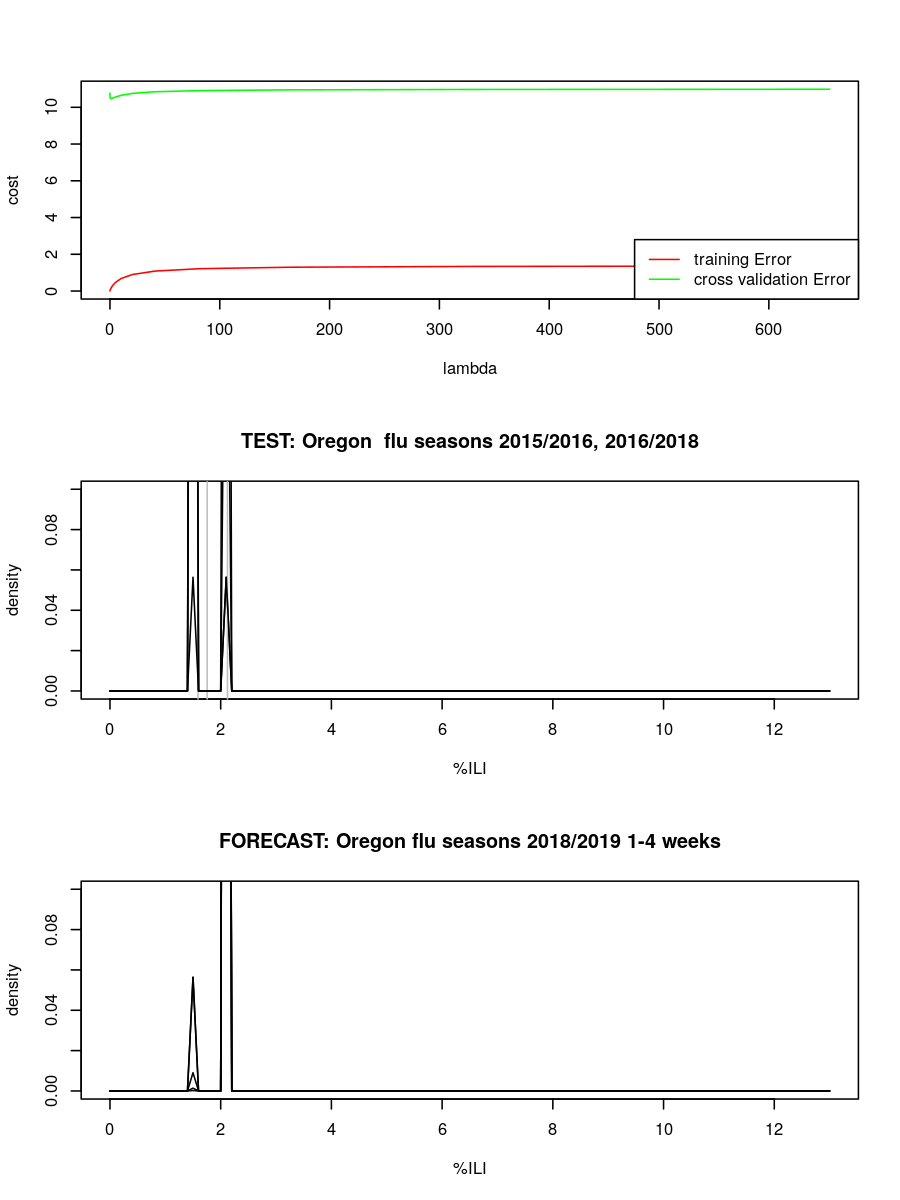 cost
0
2
4
6
8
10
training Error
cross validation Error
0 100 200 300 400 500 600
lambda
TEST: Oregon  flu seasons 2015/2016, 2016/2018
density
0.00
0.04
0.08
0 2 4 6 8 10 12
%ILI
FORECAST: Oregon flu seasons 2018/2019 1-4 weeks
density
0.00
0.04
0.08
0 2 4 6 8 10 12
%ILI